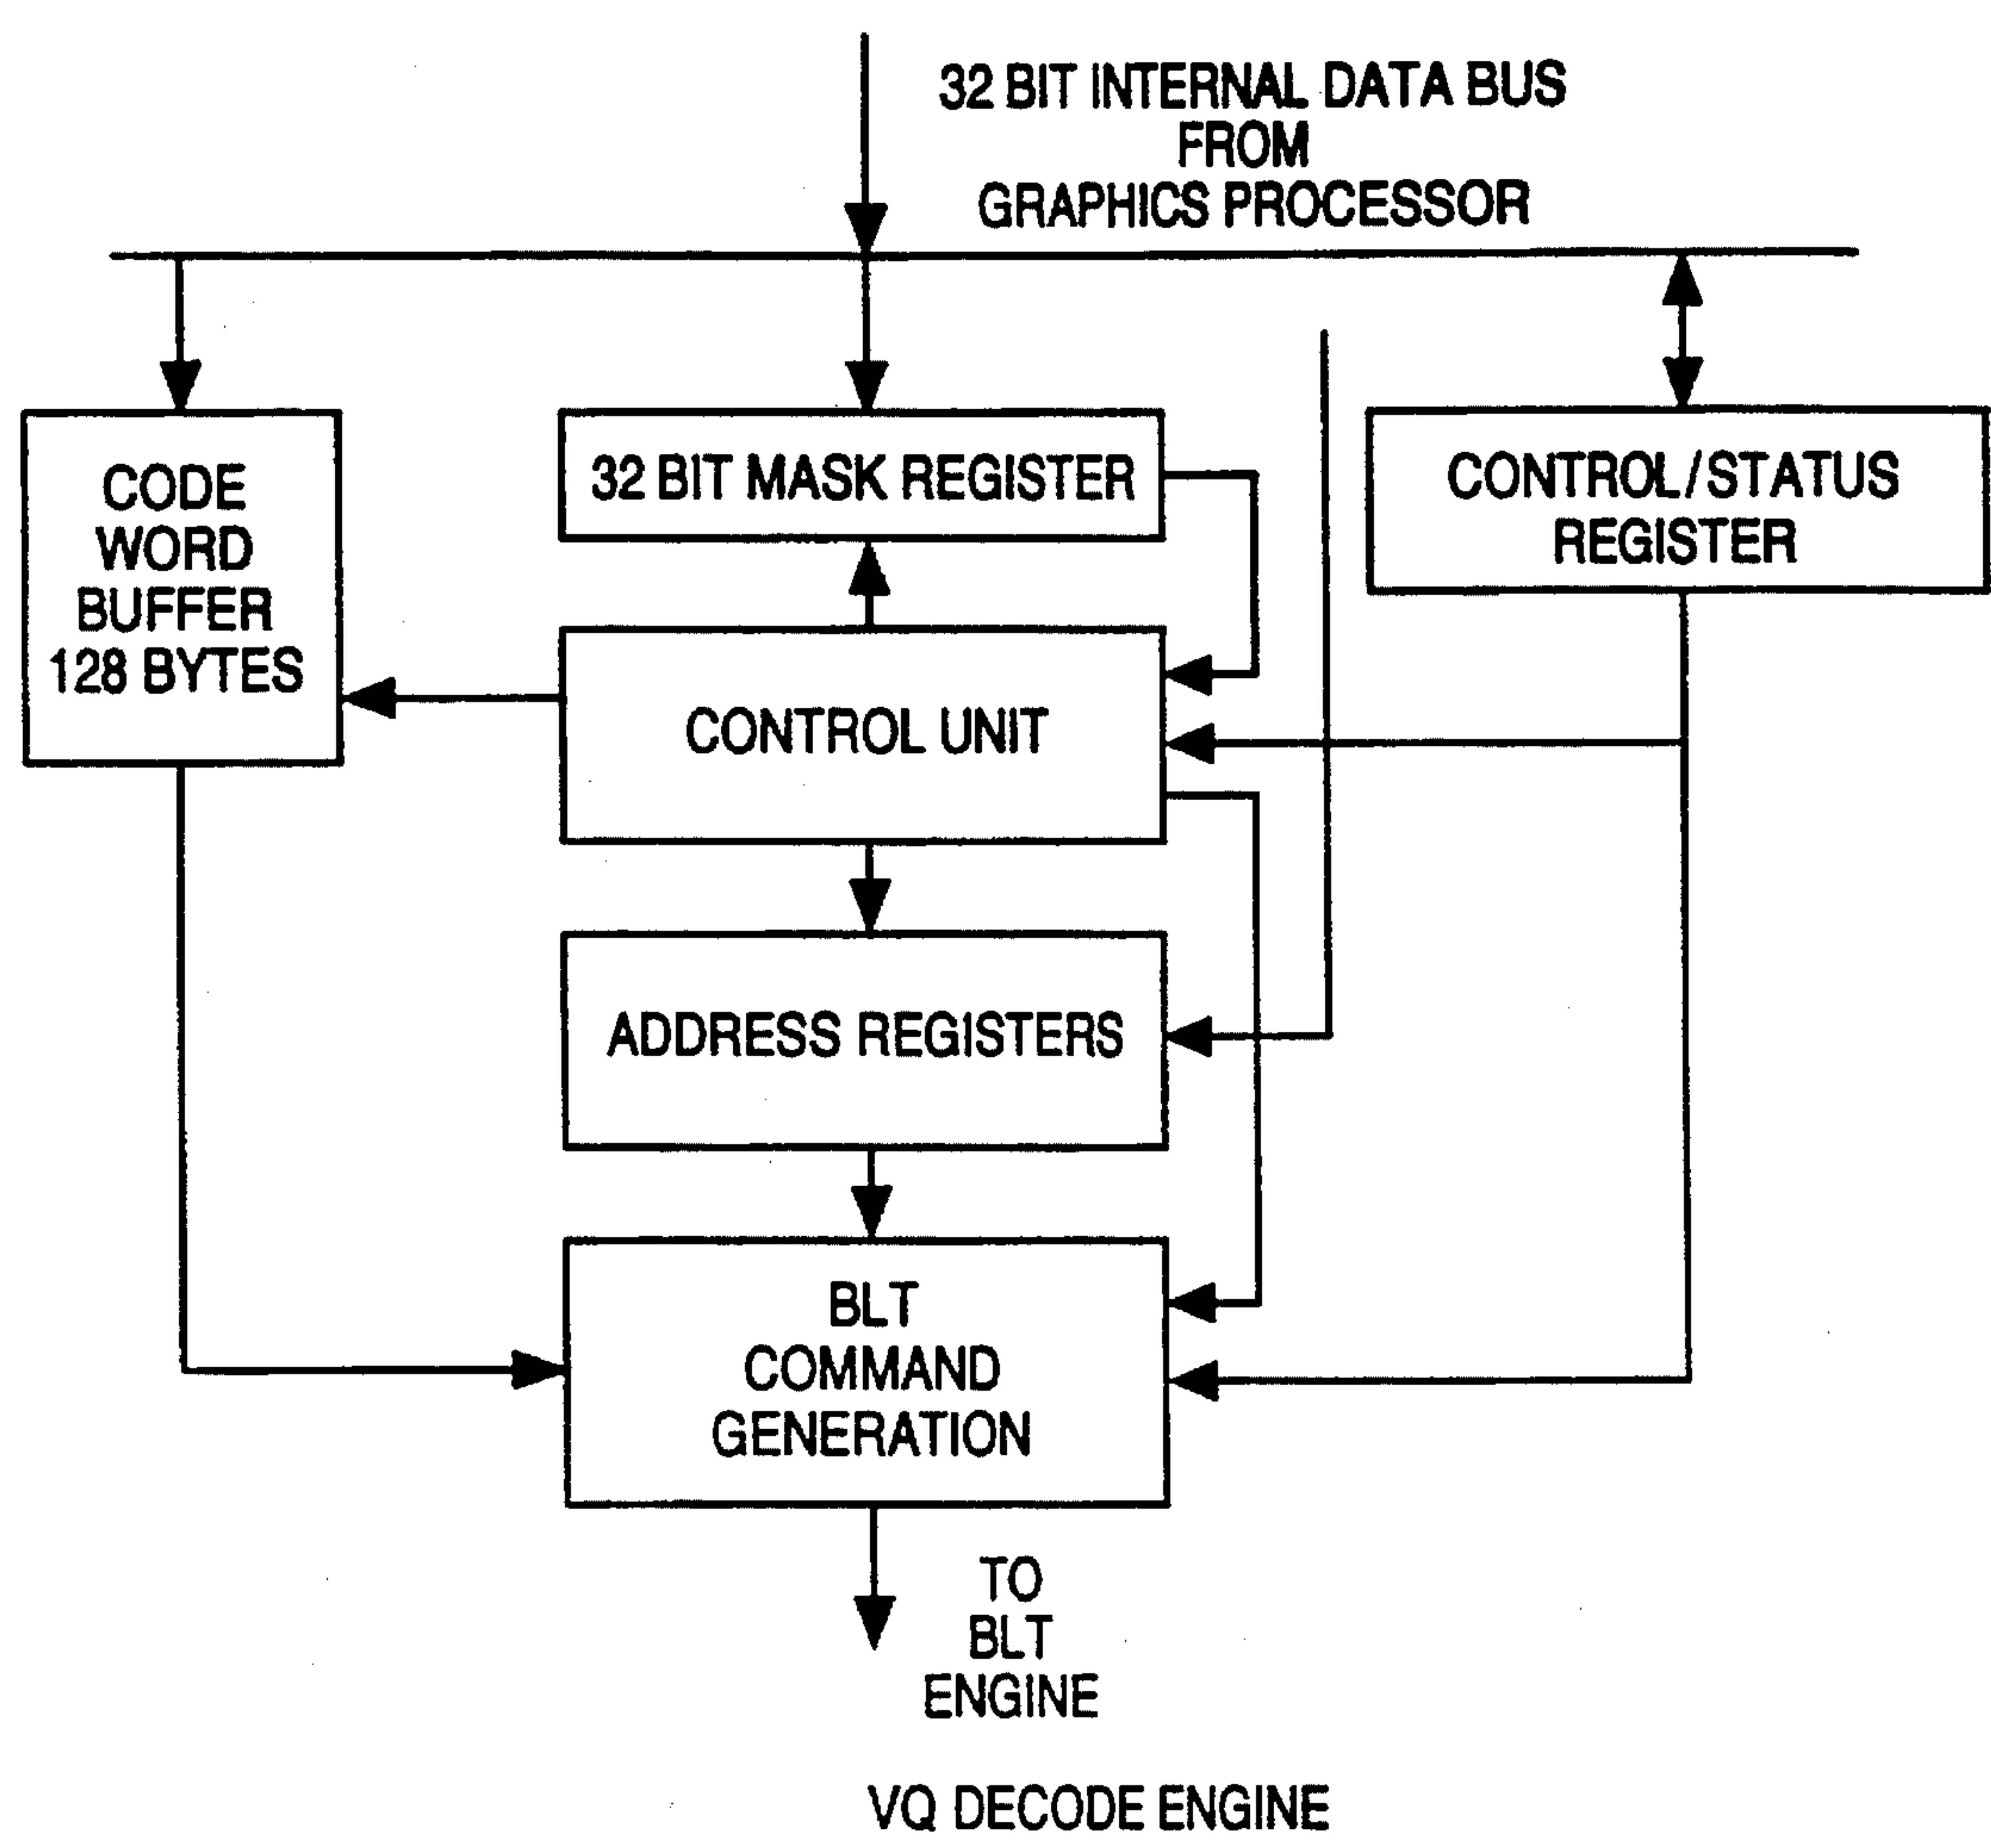 32 BIT INTERNAL DATA BUS
FROM
GRAPHICS PROCESSOR
CODE
WORD
BUFFER
128 BYTES
32 BIT MASK REGISTER
CONTROL/STATUS
REGISTER
CONTROL UNIT
ADDRESS REGISTERS
BLT
COMMAND
GENERATION
TO
BLT
ENGINE
VQ DECODE ENGINE